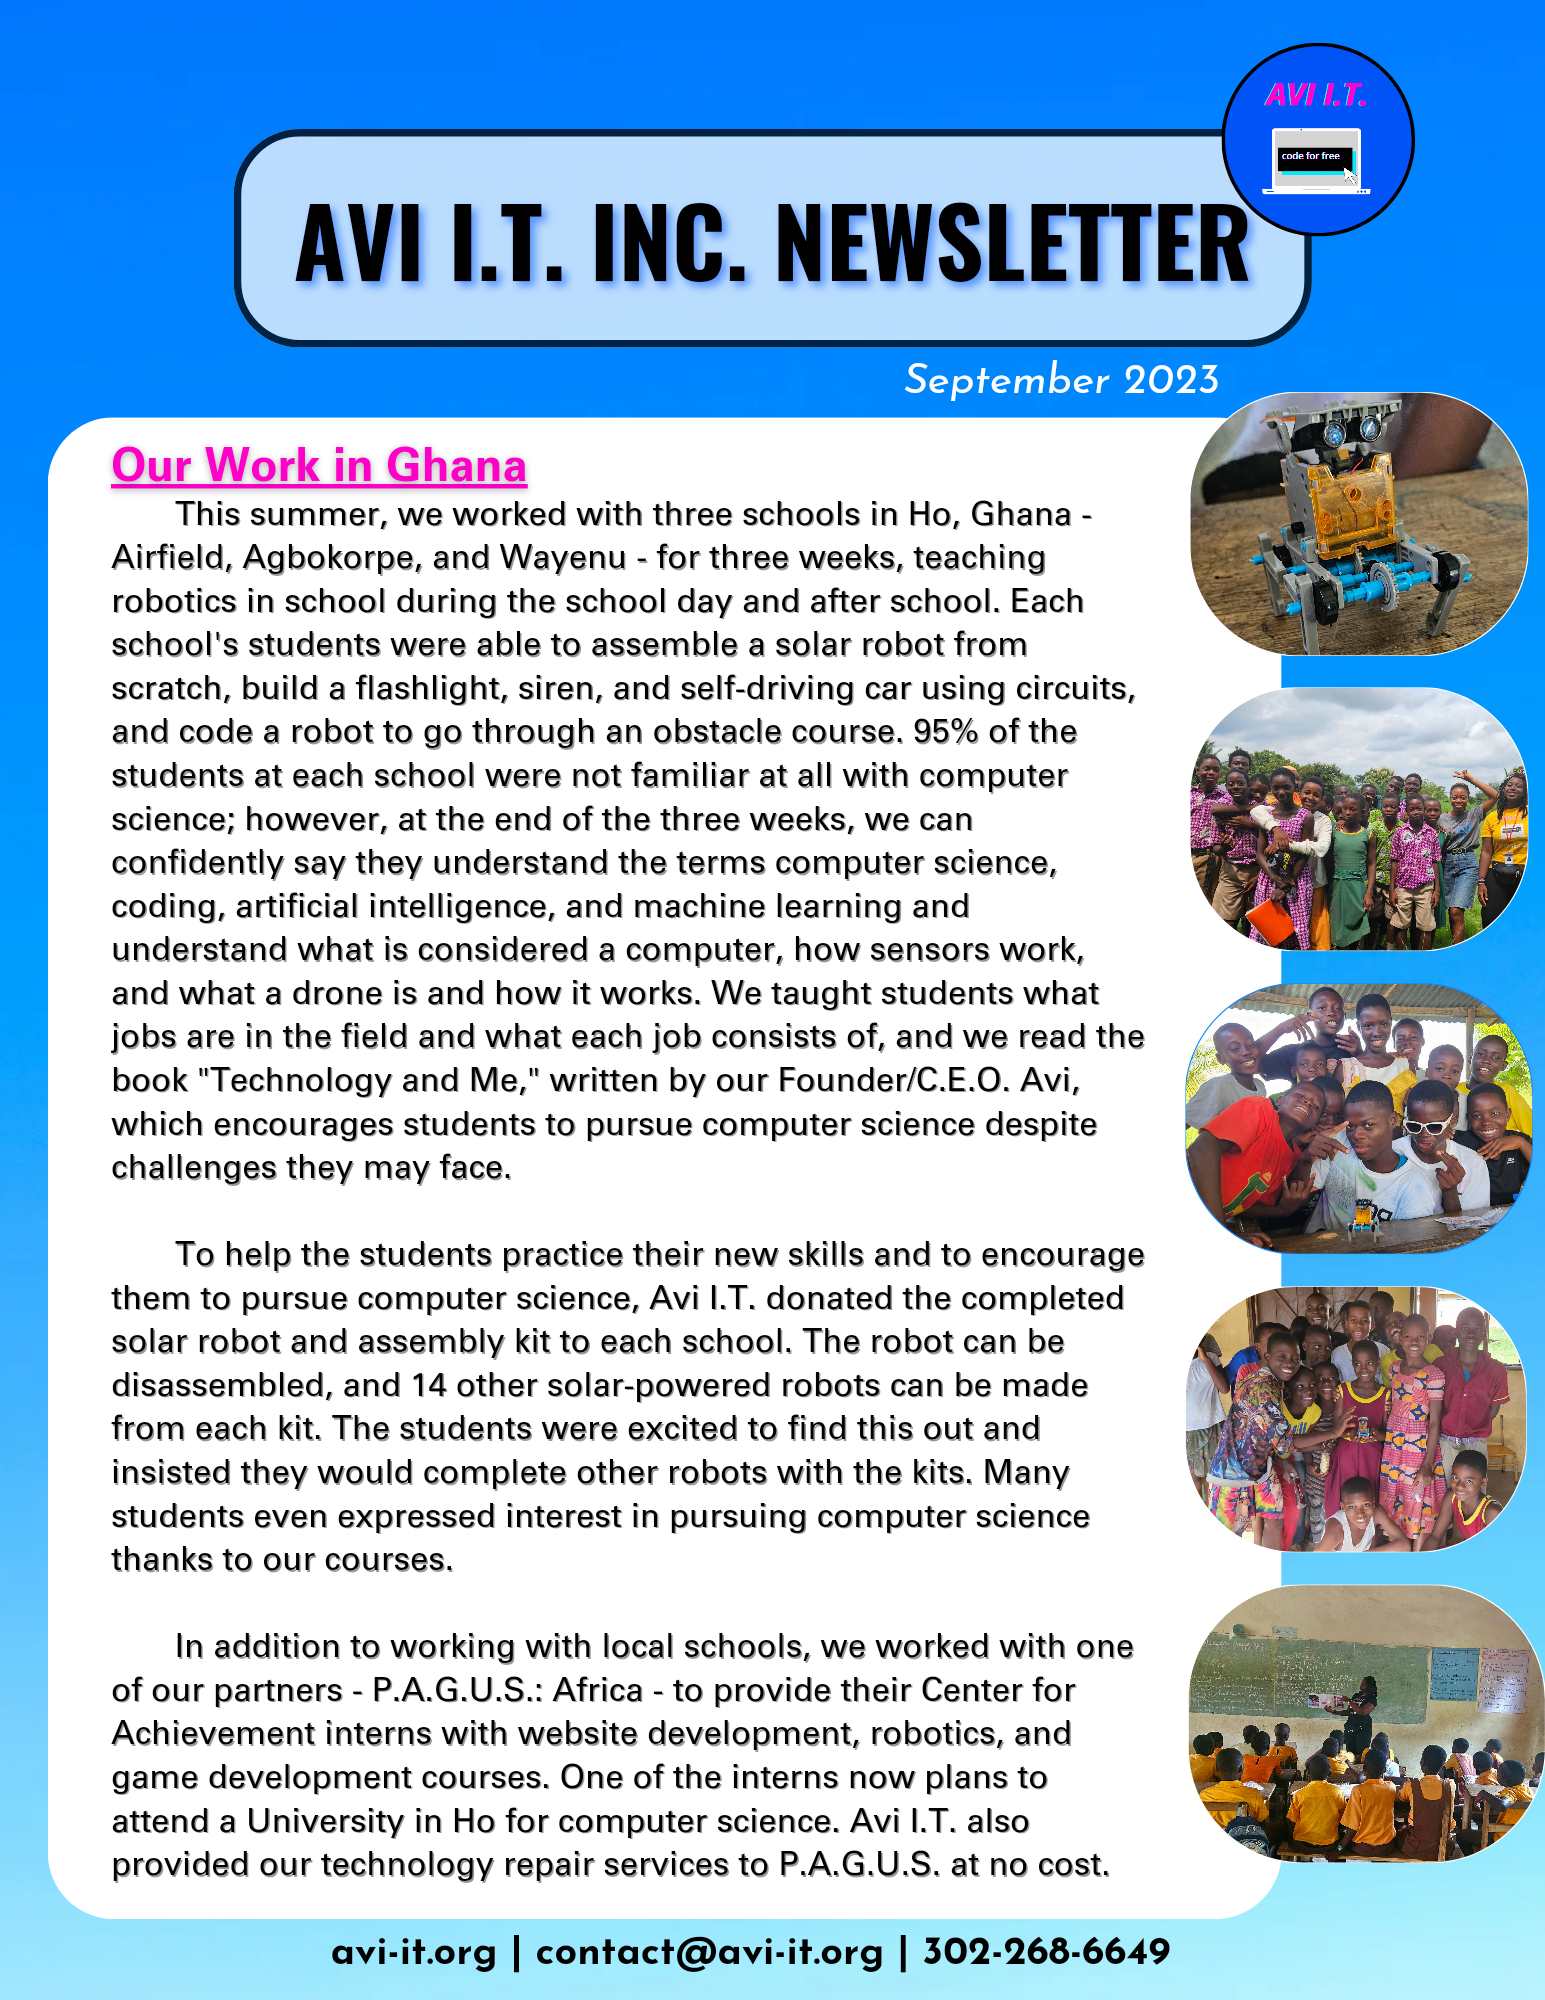 AVI I.T.
code for free
AVI I.T. INC. NEWSLETTER
September 2023
Our Work in Ghana
This summer, we worked with three schools in Ho, Ghana -
Airfield, Agbokorpe, and Wayenu - for three weeks, teaching
robotics in school during the school day and after school. Each
school's students were able to assemble a solar robot from
scratch, build a flashlight, siren, and self-driving car using circuits,
and code a robot to go through an obstacle course. 95% of the
students at each school were not familiar at all with computer
science; however, at the end of the three weeks, we can
confidently say they understand the terms computer science,
coding, artificial intelligence, and machine learning and
understand what is considered a computer, how sensors work,
and what a drone is and how it works. We taught students what
jobs are in the field and what each job consists of, and we read the
book "Technology and Me," written by our Founder/C.E.O. Avi,
which encourages students to pursue computer science despite
challenges they may face.
To help the students practice their new skills and to encourage
them to pursue computer science, Avi I.T. donated the completed
solar robot and assembly kit to each school. The robot can be
disassembled, and 14 other solar-powered robots can be made
from each kit. The students were excited to find this out and
insisted they would complete other robots with the kits. Many
students even expressed interest in pursuing computer science
thanks to our courses.
In addition to working with local schools, we worked with one
of our partners - P.A.G.U.S.: Africa - to provide their Center for
Achievement interns with website development, robotics, and
game development courses. One of the interns now plans to
attend a University in Ho for computer science. Avi I.T. also
provided our technology repair services to P.A.G.U.S. at no cost.
avi-it.org | contact@avi-it.org | 302-268-6649